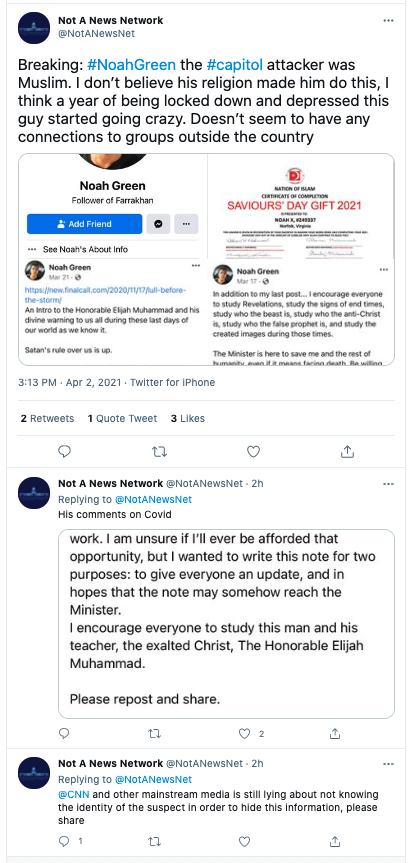 Not A News Network
@NotANewsNet
Breaking: #NoahGreen the #capitol attacker was
Muslim. I don't believe his religion made him do this, I
think a year of being locked down and depressed this
guy started going crazy. Doesn't seem to have any
connections to groups outside the country
Noah Green
Follower of Farrakhan
Add Friend
See Noah's About Info
Noah Green
Mar 21
https://new.finalcall.com/2020/11/17/lull-before-
the-storm/
An Intro to the Honorable Elijah Muhammad and his
divine warning to us all during these last days of
our world as we know it.
Satan's rule over us is up.
NATION OF ISLAM
CERTIFICATE OF COMPLETION
SAVIOURS' DAY GIFT 2021
IS PRESENTED TO
NOAH X, #240037
Norfolk, Virginia
Noah Green
Mar 17
In addition to my last post... i encourage everyone
to study Revelations, study the signs of end times,
study who the beast is, study who the anti-Christ
is, study who the false prophet is, and study the
created images during those times.
The Minister is here to save me and the rest of
humanity, even if it means facing death. Be willing
3:13 PM · Apr 2, 2021 · Twitter for iPhone
2 Retweets 1 Quote Tweet 3 Likes
Not A News Network @NotANewsNet · 2h
Replying to @NotANewsNet
His comments on Covid
work. I am unsure if I'll ever be afforded that
opportunity, but I wanted to write this note for two
purposes: to give everyone an update, and in
hopes that the note may somehow reach the
Minister.
I encourage everyone to study this man and his
teacher, the exalted Christ, The Honorable Elijah
Muhammad.
Please repost and share.
2
Not A News Network @NotANewsNet · 2h
Replying to @NotANewsNet
@CNN and other mainstream media is still lying about not knowing
the identity of the suspect in order to hide this information, please
share
1